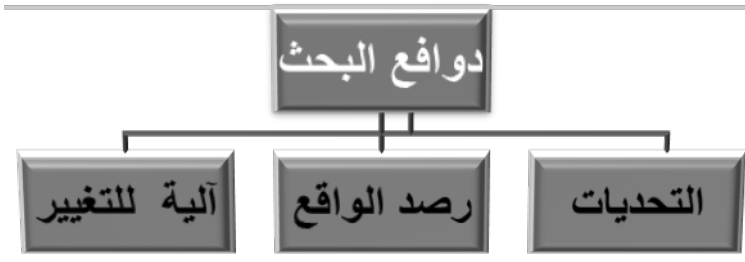 دوافع البحث
التحديات
رصد الواقع
آلية للتغيير